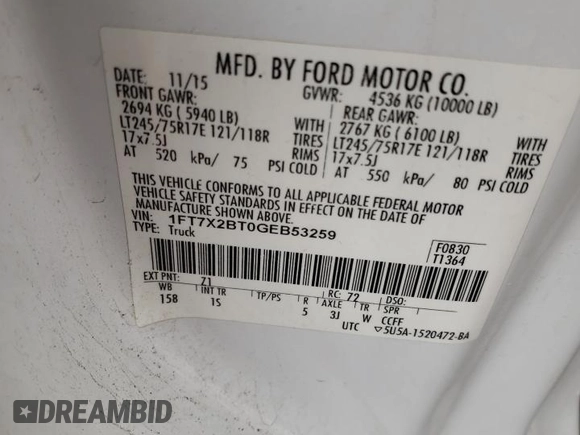 MFD. BY FORD MOTOR CO.
DATE: 11/15 GVWR: 4536 KG (10000 LB)
FRONT GAWR: REAR GAWR:
2694 KG ( 5940 LB) WITH 2767 KG ( 6100 LB) WITH
LT245/75R17E 121/118R TIRES LT245/75R17E 121/118R TIRES
17x7.5J RIMS 17x7.5J RIMS
AT 520 kPa/ 75 PSI COLD AT 550 kPa/ 80 PSI COLD
THIS VEHICLE CONFORMS TO ALL APPLICABLE FEDERAL MOTOR
VEHICLE SAFETY STANDARDS IN EFFECT ON THE DATE OF
MANUFACTURE SHOWN ABOVE.
VIN: 1FT7X2BT0GEB53259
TYPE: Truck
F0830
T1364
EXT PNT: Z1 RC: 72 DSO:
WB INT TR TP/PS R AXLE TR SPR
158 1S 5 3J W CCFF
UTC ▽5U5A-1520472-BA
DREAMBID